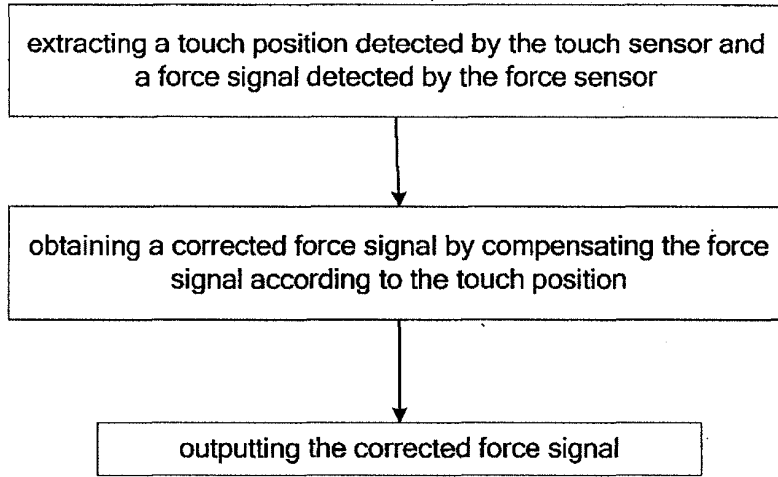 extracting a touch position detected by the touch sensor and
a force signal detected by the force sensor
obtaining a corrected force signal by compensating the force
signal according to the touch position
outputting the corrected force signal